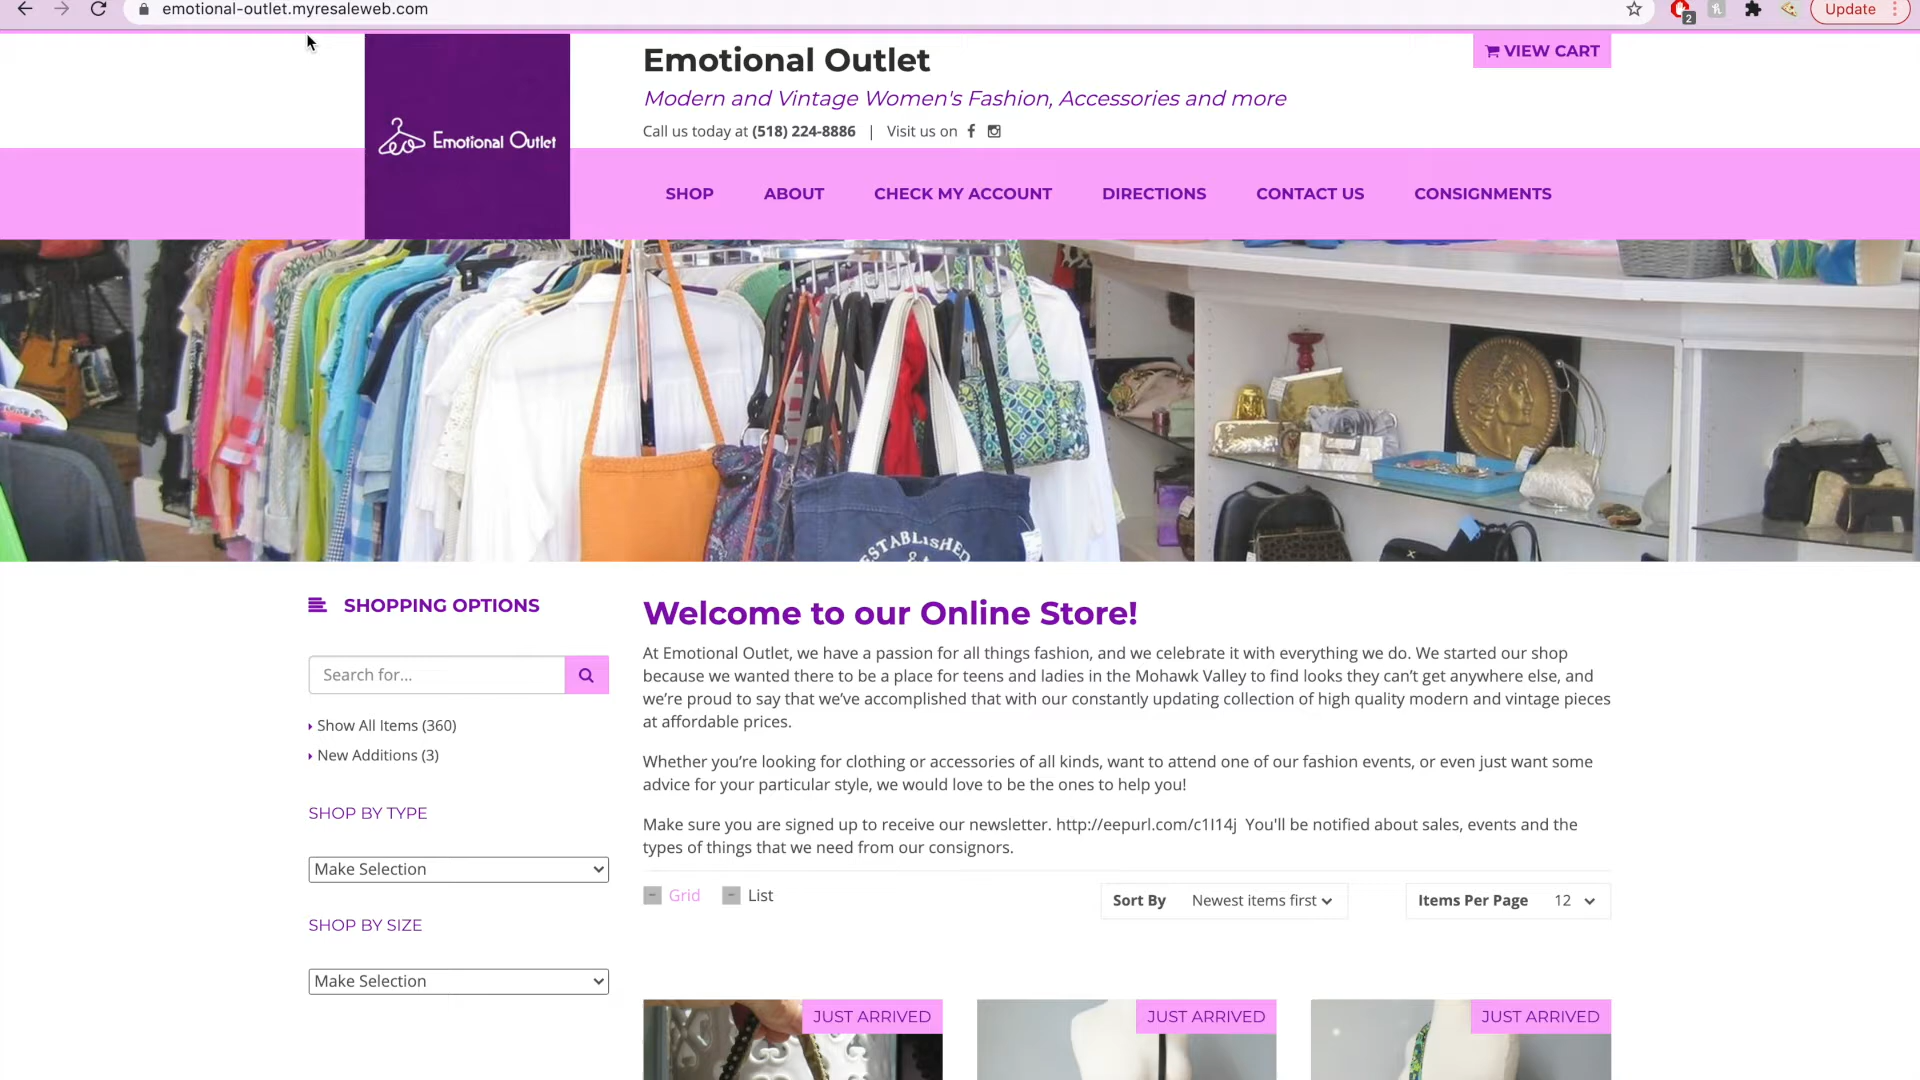 emotional-outlet.myresaleweb.com
2
Update
Emotional Outlet
Emotional Outlet
Modern and Vintage Women's Fashion, Accessories and more
Call us today at (518) 224-8886 | Visit us on
VIEW CART
SHOP
ABOUT
CHECK MY ACCOUNT
DIRECTIONS
CONTACT US
CONSIGNMENTS
ESTABLISHED
&
SHOPPING OPTIONS
Search for...
Show All Items (360)
New Additions (3)
SHOP BY TYPE
Make Selection
SHOP BY SIZE
Make Selection
Welcome to our Online Store!
At Emotional Outlet, we have a passion for all things fashion, and we celebrate it with everything we do. We started our shop
because we wanted there to be a place for teens and ladies in the Mohawk Valley to find looks they can't get anywhere else, and
we're proud to say that we've accomplished that with our constantly updating collection of high quality modern and vintage pieces
at affordable prices.
Whether you're looking for clothing or accessories of all kinds, want to attend one of our fashion events, or even just want some
advice for your particular style, we would love to be the ones to help you!
Make sure you are signed up to receive our newsletter. http://eepurl.com/c1I14j You'll be notified about sales, events and the
types of things that we need from our consignors.
Grid
List
Sort By Newest items first
Items Per Page 12
JUST ARRIVED
JUST ARRIVED
JUST ARRIVED